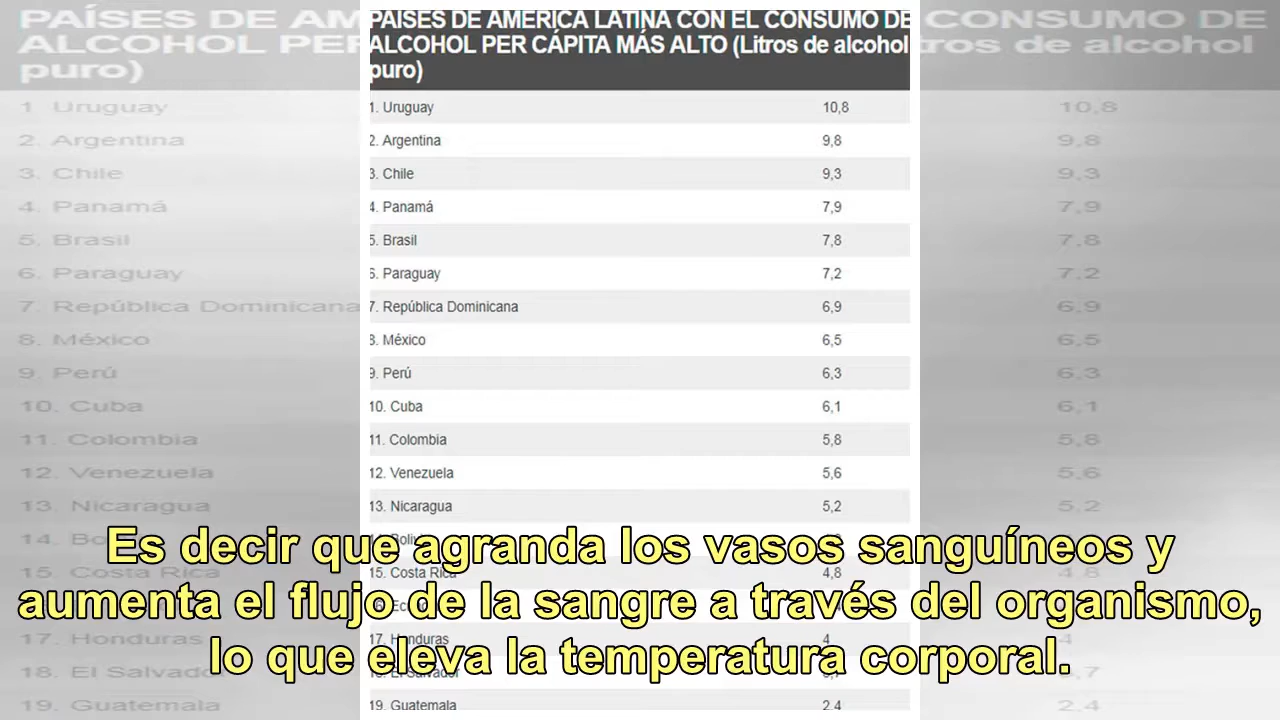 PAÍSES DE AMÉRICA LATINA CON EL CONSUMO DE
ALCOHOL PER CÁPITA MÁS ALTO (Litros de alcohol
puro)
1. Uruguay 10,8
2. Argentina 9,8
3. Chile 9,3
4. Panamá 7,9
5. Brasil 7,8
6. Paraguay 7,2
7. República Dominicana 6,9
8. México 6,5
9. Perú 6,3
10. Cuba 6,1
11. Colombia 5,8
12. Venezuela 5,6
13. Nicaragua 5,2
15. Costa Rica 4,8
17. Honduras 4
18. El Salvador
19. Guatemala 2,4
Es decir que agranda los vasos sanguíneos y
aumenta el flujo de la sangre a través del organismo,
lo que eleva la temperatura corporal.